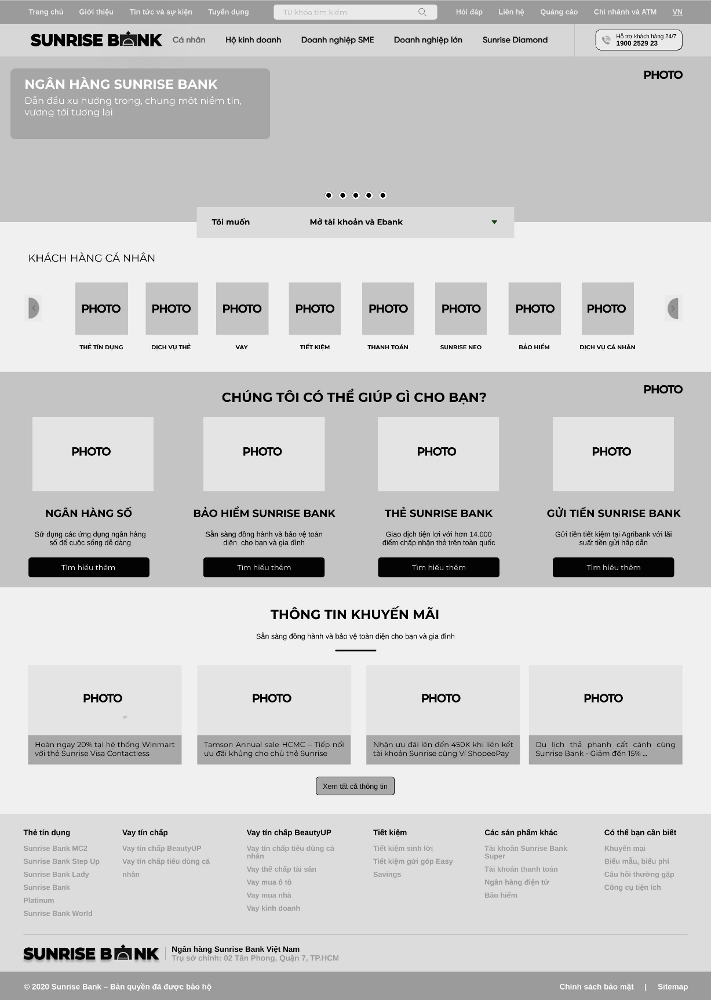 Trang chủ Giới thiệu Tin tức và sự kiện Tuyển dụng Từ khóa tìm kiếm Hỏi đáp Liên hệ Quảng cáo Chi nhánh và ATM VN
SUNRISE BANK Cá nhân Hộ kinh doanh Doanh nghiệp SME Doanh nghiệp lớn Sunrise Diamond
Hỗ trợ khách hàng 24/7
1900 2529 23
PHOTO
NGÂN HÀNG SUNRISE BANK
Dẫn đầu xu hướng trong, chung một niềm tin,
vương tới tương lai
Tôi muốn Mở tài khoản và Ebank
KHÁCH HÀNG CÁ NHÂN
PHOTO PHOTO PHOTO PHOTO PHOTO PHOTO PHOTO PHOTO
THẺ TÍN DỤNG DỊCH VỤ THẺ VAY TIẾT KIỆM THANH TOÁN SUNRISE NEO BẢO HIỂM DỊCH VỤ CÁ NHÂN
PHOTO
CHÚNG TÔI CÓ THỂ GIÚP GÌ CHO BẠN?
PHOTO PHOTO PHOTO PHOTO
NGÂN HÀNG SỐ
Sử dụng các ứng dụng ngân hàng
số để cuộc sống dễ dàng
Tìm hiểu thêm
BẢO HIỂM SUNRISE BANK
Sẵn sàng đồng hành và bảo vệ toàn
diện cho bạn và gia đình
Tìm hiểu thêm
THẺ SUNRISE BANK
Giao dịch tiện lợi với hơn 14.000
điểm chấp nhận thẻ trên toàn quốc
Tìm hiểu thêm
GỬI TIỀN SUNRISE BANK
Gửi tiền tiết kiệm tại Agribank với lãi
suất tiền gửi hấp dẫn
Tìm hiểu thêm
THÔNG TIN KHUYẾN MÃI
Sẵn sàng đồng hành và bảo vệ toàn diện cho bạn và gia đình
PHOTO PHOTO PHOTO PHOTO
Hoàn ngay 20% tại hệ thống Winmart
với thẻ Sunrise Visa Contactless
Tamson Annual sale HCMC – Tiếp nối
ưu đãi khủng cho chủ thẻ Sunrise
Nhận ưu đãi lên đến 450K khi liên kết
tài khoản Sunrise cùng Ví ShopeePay
Du lịch thả phanh cất cánh cùng
Sunrise Bank - Giảm đến 15% ...
Xem tất cả thông tin
Thẻ tín dụng
Sunrise Bank MC2
Sunrise Bank Step Up
Sunrise Bank Lady
Sunrise Bank
Platinum
Sunrise Bank World
Vay tín chấp
Vay tín chấp BeautyUP
Vay tín chấp tiêu dùng cá
nhân
Vay tín chấp BeautyUP
Vay tín chấp tiêu dùng cá
nhân
Vay thế chấp tài sản
Vay mua ô tô
Vay mua nhà
Vay kinh doanh
Tiết kiệm
Tiết kiệm sinh lời
Tiết kiệm gửi góp Easy
Savings
Các sản phẩm khác
Tài khoản Sunrise Bank
Super
Tài khoản thanh toán
Ngân hàng điện tử
Bảo hiểm
Có thể bạn cần biết
Khuyến mại
Biểu mẫu, biểu phí
Câu hỏi thường gặp
Công cụ tiện ích
SUNRISE BANK
Ngân hàng Sunrise Bank Việt Nam
Trụ sở chính: 02 Tân Phong, Quận 7, TP.HCM
© 2020 Sunrise Bank – Bản quyền đã được bảo hộ Chính sách bảo mật | Sitemap